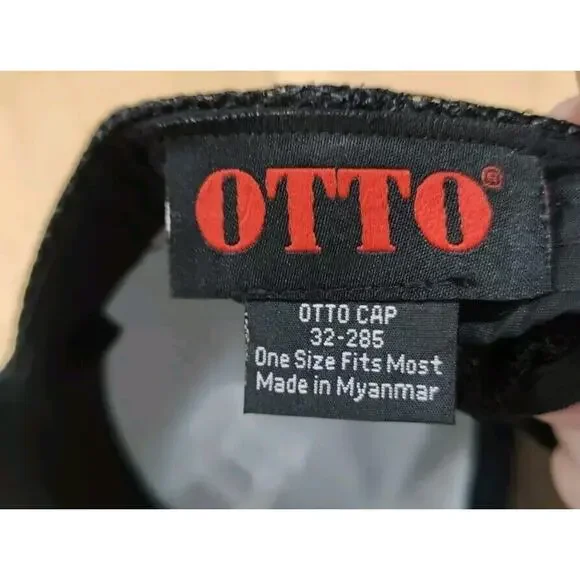 OTTO®
OTTO CAP
32-285
One Size Fits Most
Made in Myanmar